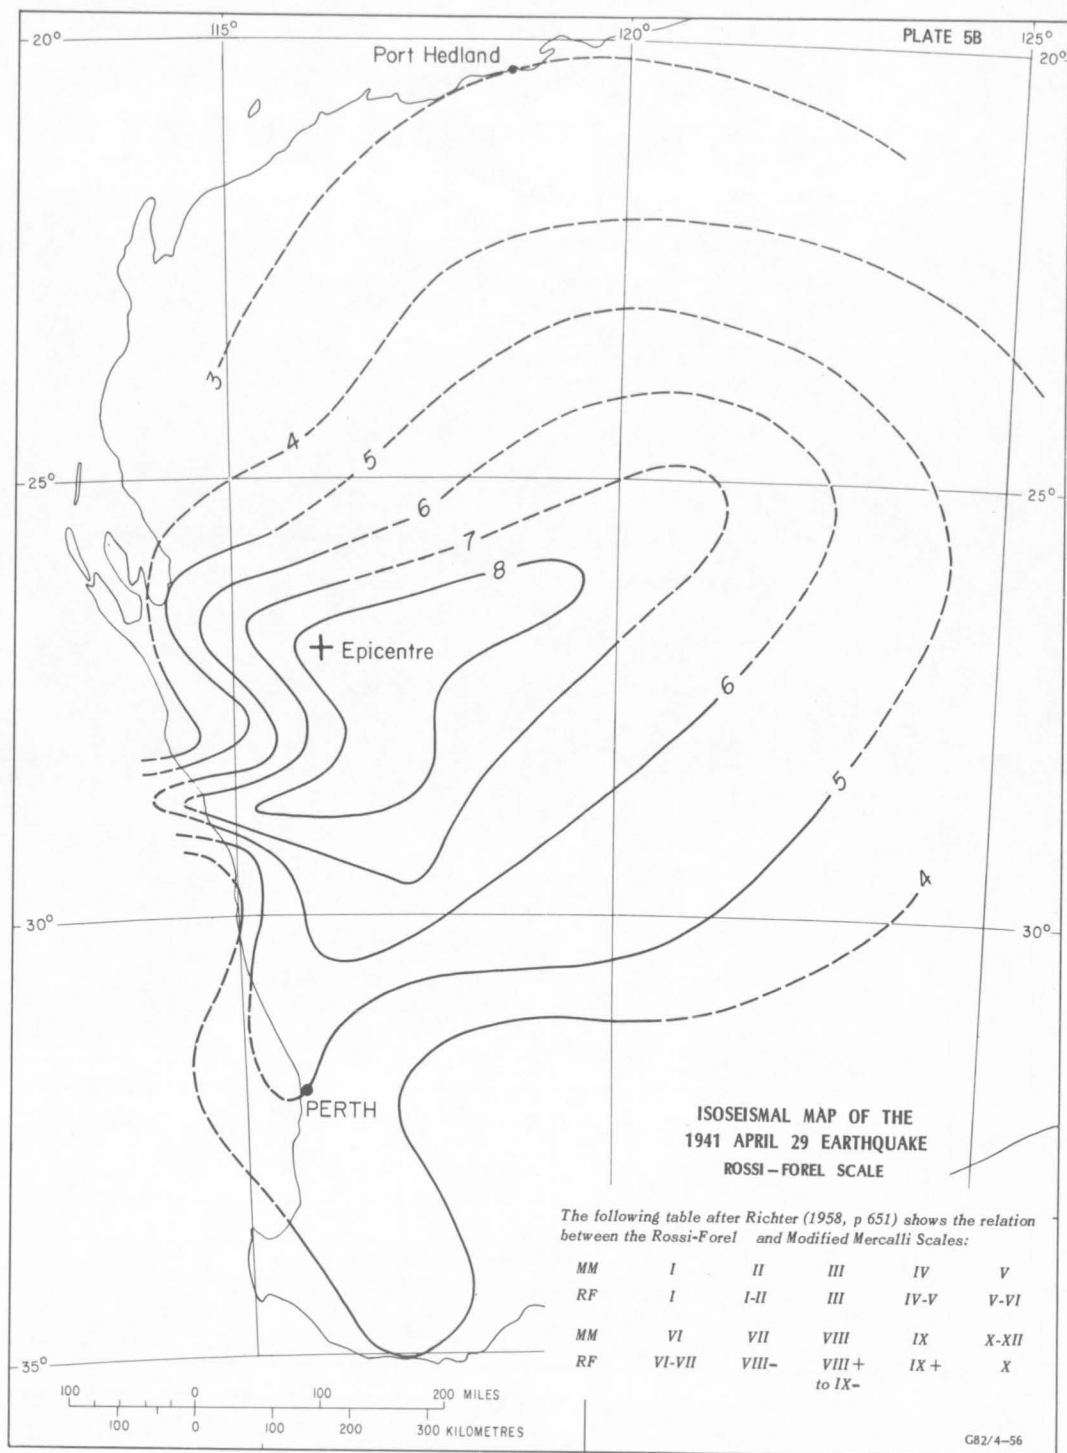 PLATE 5B
115°
120°
125°
20°
20°
Port Hedland
3
4
5
6
7
8
25°
25°
Epicentre
6
5
4
30°
30°
PERTH
ISOSEISMAL MAP OF THE
1941 APRIL 29 EARTHQUAKE
ROSSI-FOREL SCALE
The following table after Richter (1958, p 651) shows the relation
between the Rossi-Forel and Modified Mercalli Scales:
MM I II III IV V
RF I I-II III IV-V V-VI
MM VI VII VIII IX X-XII
RF VI-VII VIII- VIII+ IX+ X
to IX-
35°
100 0 100 200 MILES
100 0 100 200 300 KILOMETRES
G82/4-56